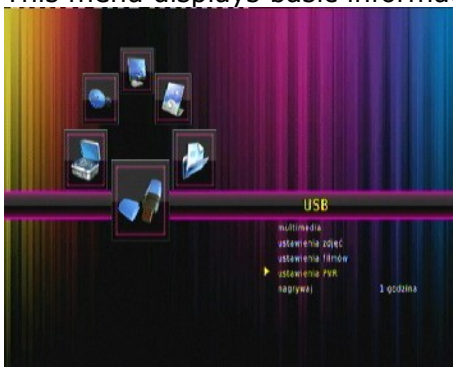 This menu displays basic informa
USB
multimedia
ustawienia zdjęć
ustawienia filmów
ustawienia PVR
nagrywaj 1 godzina